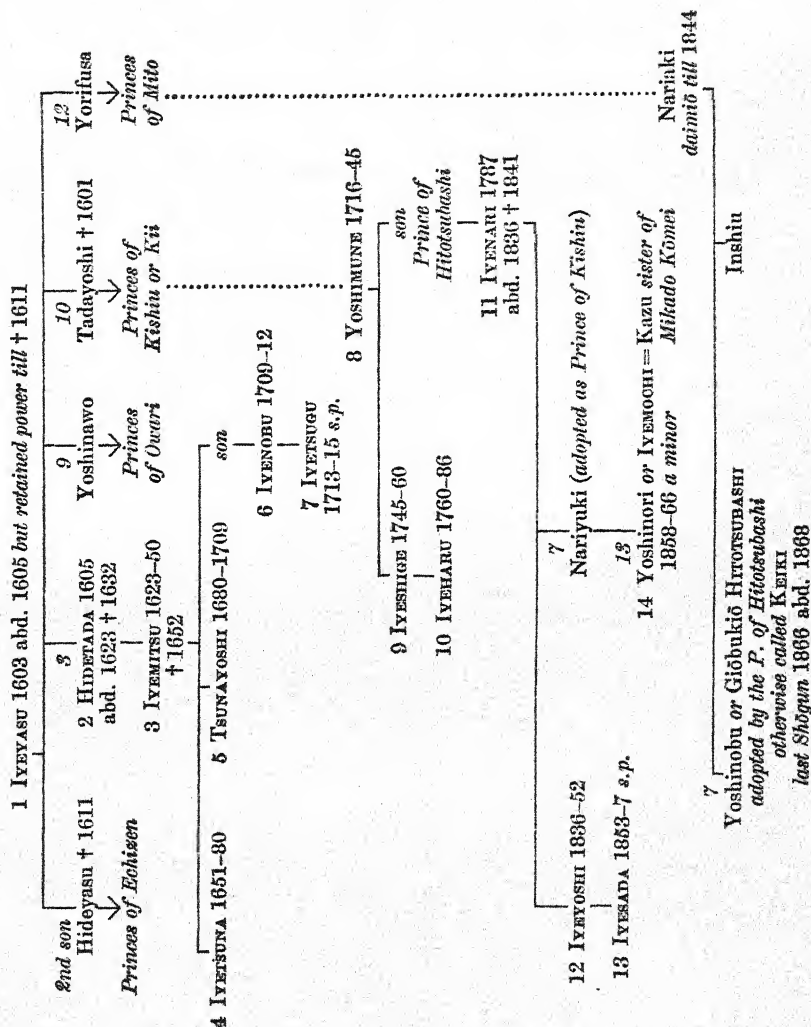 1 IYEYASU 1603 abd. 1605 but retained power till † 1611
2nd son
Hideyasu † 1611
Princes of Echizen
3
2 HIDETADA 1605
abd. 1623 † 1632
9
Yoshinawo
Princes
of Owari
10
Tadayoshi † 1601
Princes of
Kishiu or Kii
12
Yorifusa
Princes
of Mito
3 IYEMITSU 1623–50
† 1652
4 IYETSUNA 1651–80
5 TSUNAYOSHI 1680–1709
son
6 IYENOBU 1709–12
7 IYETSUGU
1713–15 s.p.
8 YOSHIMUNE 1716–45
9 IYESHIGE 1745–60
10 IYEHARU 1760–86
son
Prince of
Hitotsubashi
11 IYENARI 1787
abd. 1836 † 1841
12 IYEYOSHI 1836–52
13 IYESADA 1853–7 s.p.
7
Nariyuki (adopted as Prince of Kishiu)
13
14 Yoshinori or IYEMOCHI = Kazu sister of
1858–66 a minor
Mikado Kōmei
Nariaki
daimiō till 1844
7
Yoshinobu or Giōbukiō HITOTSUBASHI
adopted by the P. of Hitotsubashi
otherwise called KEIKI
last Shōgun 1866 abd. 1868
Inshiu